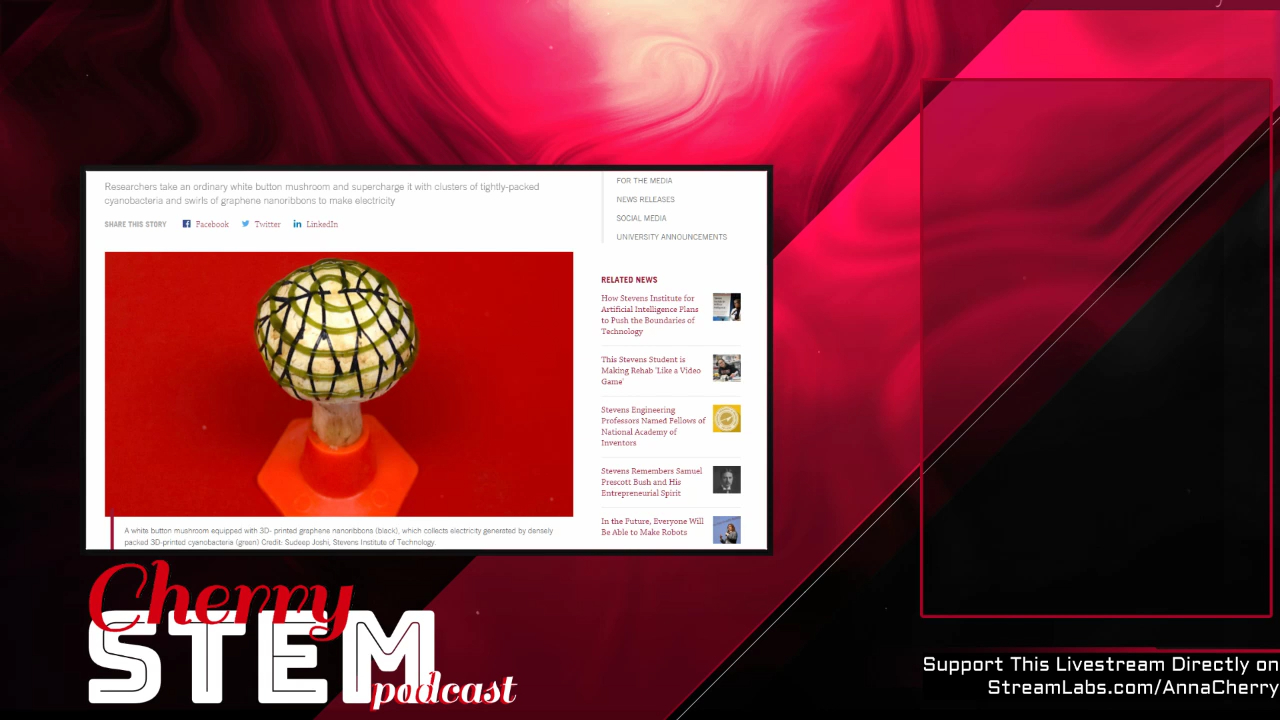 Researchers take an ordinary white button mushroom and supercharge it with clusters of tightly-packed
cyanobacteria and swirls of graphene nanoribbons to make electricity
SHARE THIS STORY Facebook Twitter LinkedIn
A white button mushroom equipped with 3D- printed graphene nanoribbons (black), which collects electricity generated by densely
packed 3D-printed cyanobacteria (green) Credit: Sudeep Joshi, Stevens Institute of Technology.
FOR THE MEDIA
NEWS RELEASES
SOCIAL MEDIA
UNIVERSITY ANNOUNCEMENTS
RELATED NEWS
How Stevens Institute for
Artificial Intelligence Plans
to Push the Boundaries of
Technology
This Stevens Student is
Making Rehab 'Like a Video
Game'
Stevens Engineering
Professors Named Fellows of
National Academy of
Inventors
Stevens Remembers Samuel
Prescott Bush and His
Entrepreneurial Spirit
In the Future, Everyone Will
Be Able to Make Robots
Cherry
STEM
podcast
Support This Livestream Directly on
StreamLabs.com/AnnaCherry